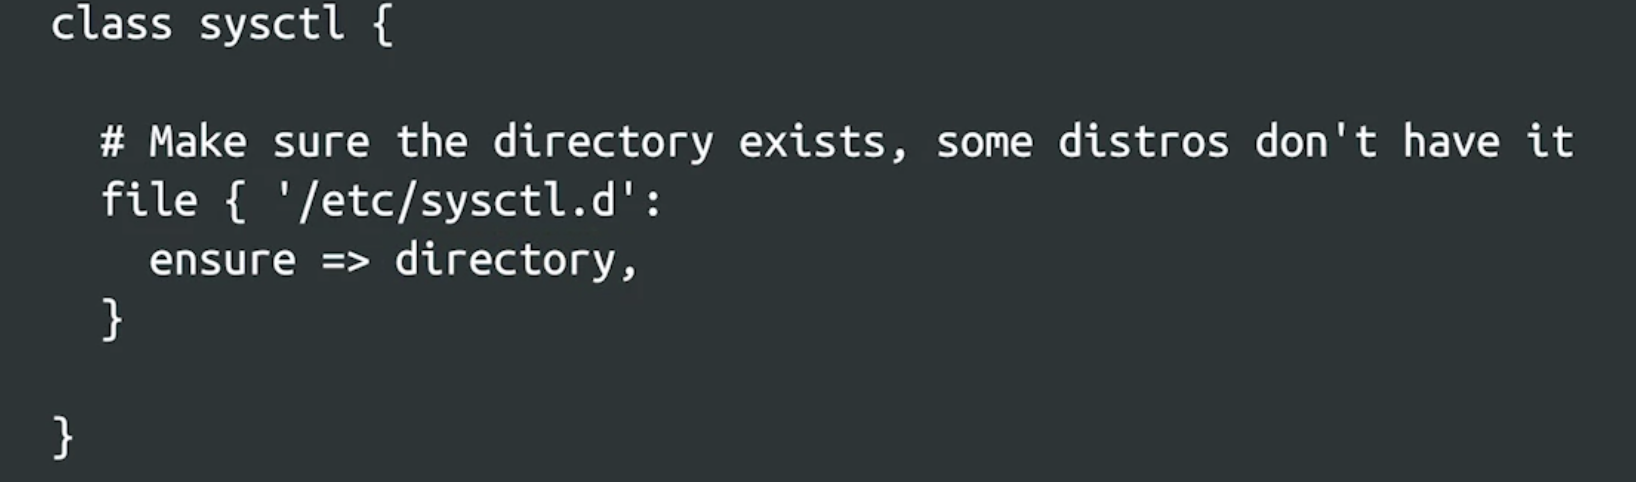 class sysctl {
  # Make sure the directory exists, some distros don't have it
  file { '/etc/sysctl.d':
    ensure => directory,
  }
}